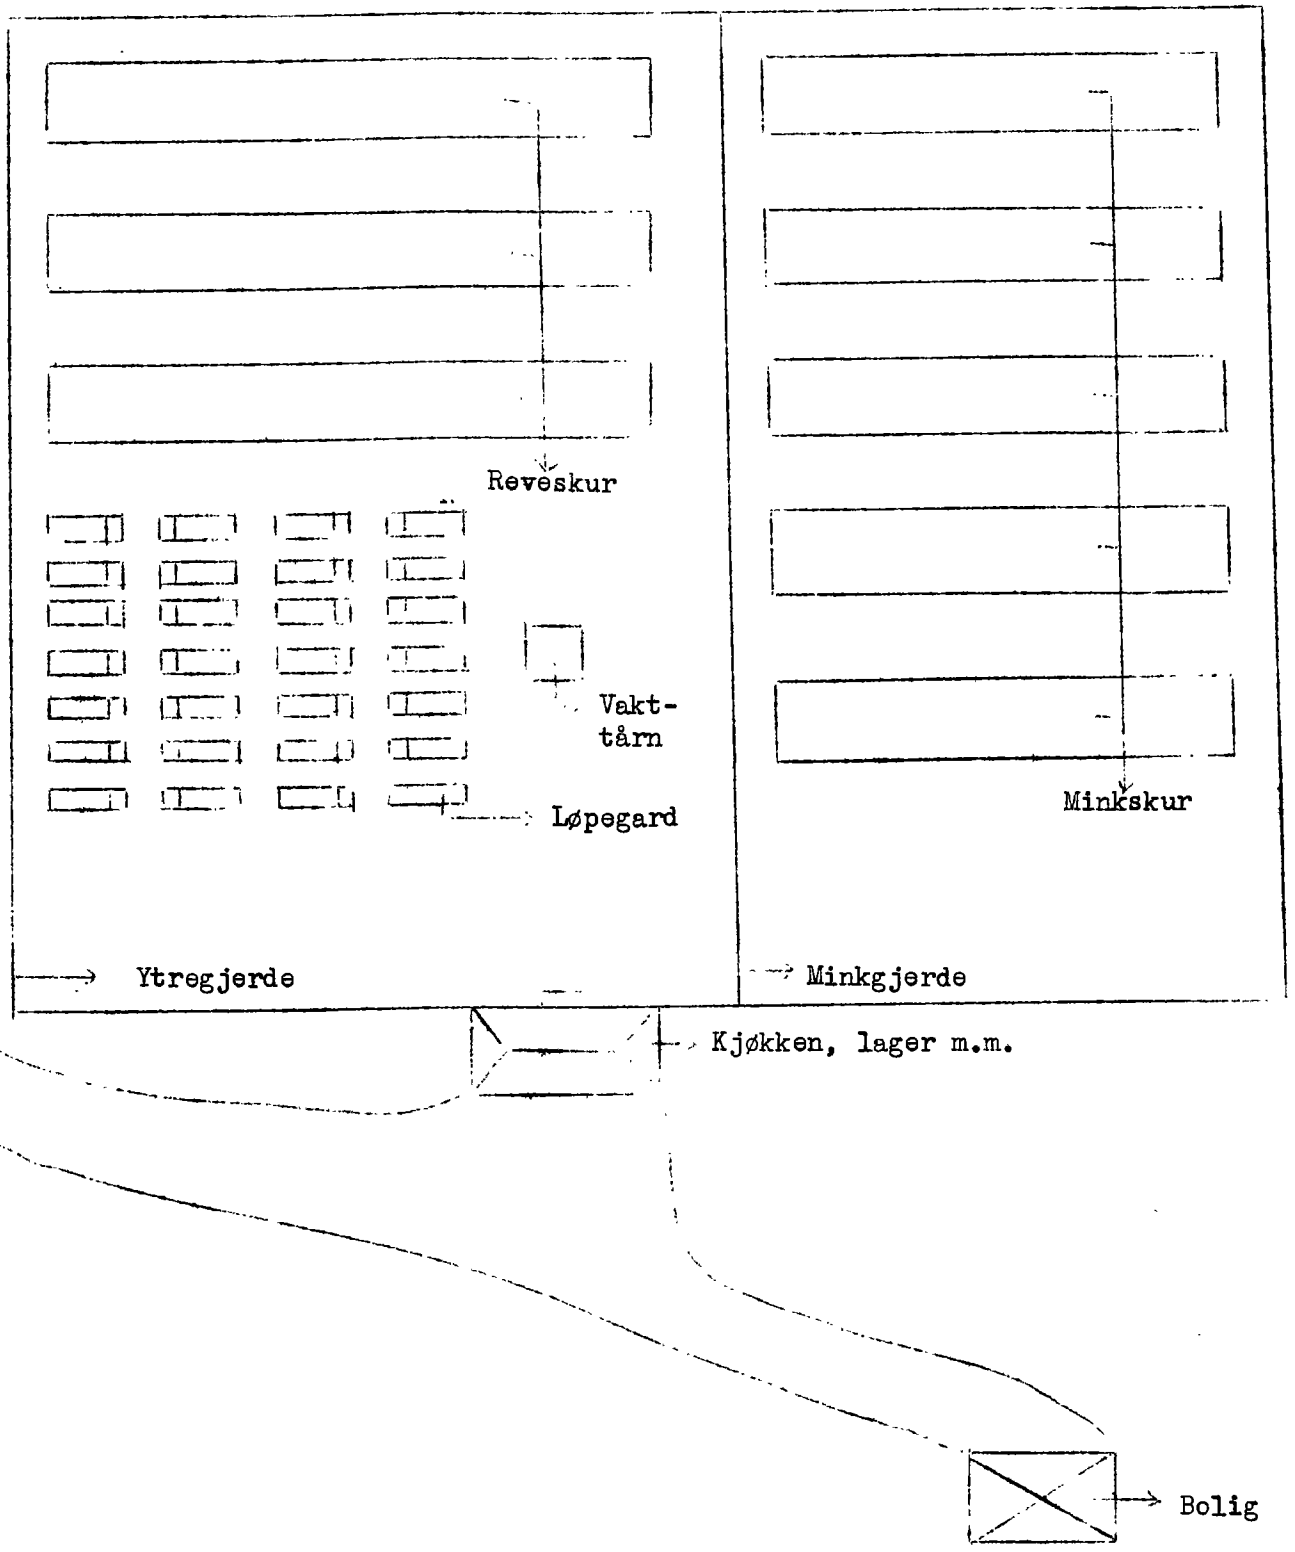 Reveskur
Vakt-
tårn
Løpegard
Minkskur
Ytregjerde
Minkgjerde
Kjøkken, lager m.m.
Bolig